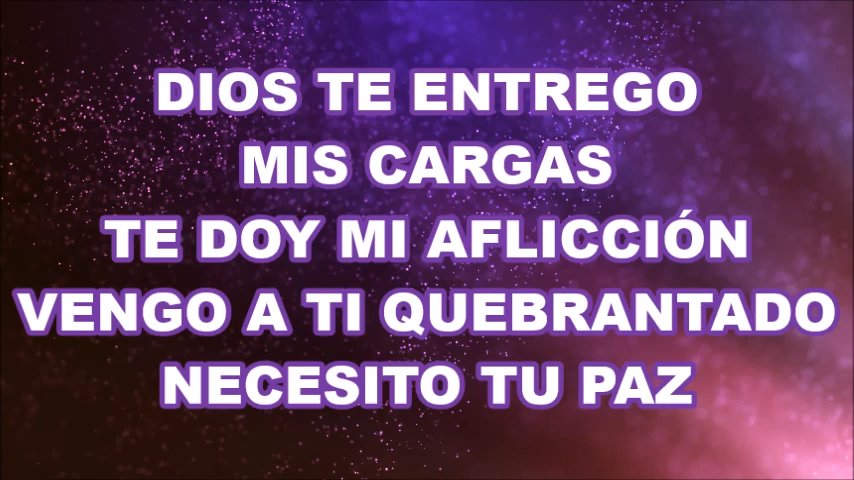 DIOS TE ENTREGO
MIS CARGAS
TE DOY MI AFLICCIÓN
VENGO A TI QUEBRANTADO
NECESITO TU PAZ